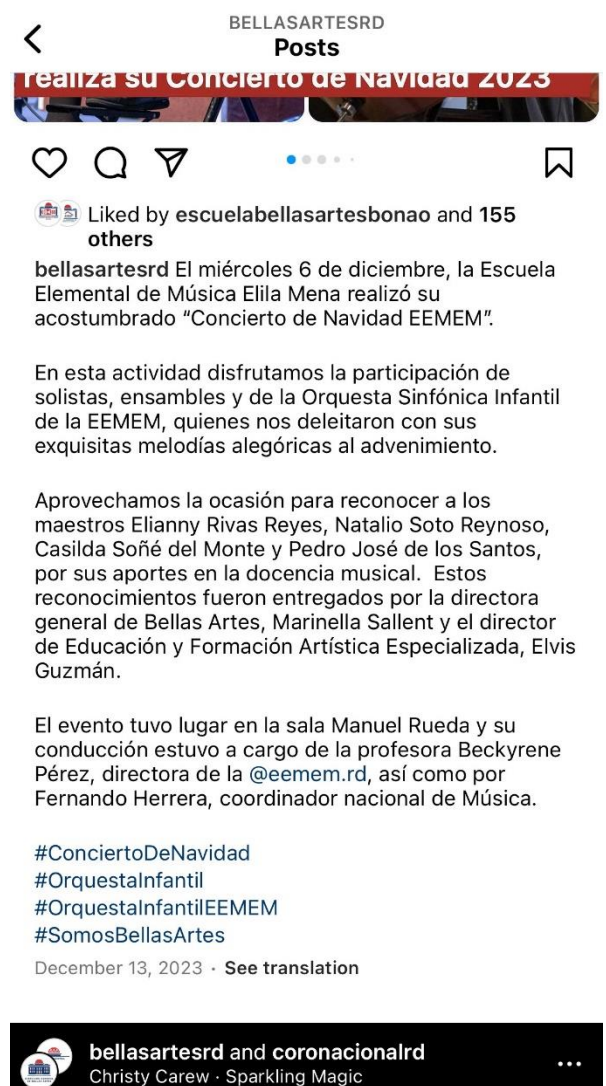 BELLASARTESRD
Posts
realiza su Concierto de Navidad 2023
Liked by escuelabellasartesbonao and 155
others
bellasartesrd El miércoles 6 de diciembre, la Escuela
Elemental de Música Elila Mena realizó su
acostumbrado “Concierto de Navidad EEMEM”.
En esta actividad disfrutamos la participación de
solistas, ensambles y de la Orquesta Sinfónica Infantil
de la EEMEM, quienes nos deleitaron con sus
exquisitas melodías alegóricas al advenimiento.
Aprovechamos la ocasión para reconocer a los
maestros Elianny Rivas Reyes, Natalio Soto Reynoso,
Casilda Soñé del Monte y Pedro José de los Santos,
por sus aportes en la docencia musical.  Estos
reconocimientos fueron entregados por la directora
general de Bellas Artes, Marinella Sallent y el director
de Educación y Formación Artística Especializada, Elvis
Guzmán.
El evento tuvo lugar en la sala Manuel Rueda y su
conducción estuvo a cargo de la profesora Beckyrene
Pérez, directora de la @eemem.rd, así como por
Fernando Herrera, coordinador nacional de Música.
#ConciertoDeNavidad
#OrquestaInfantil
#OrquestaInfantilEEMEM
#SomosBellasArtes
December 13, 2023 · See translation
bellasartesrd and coronacionalrd
Christy Carew · Sparkling Magic